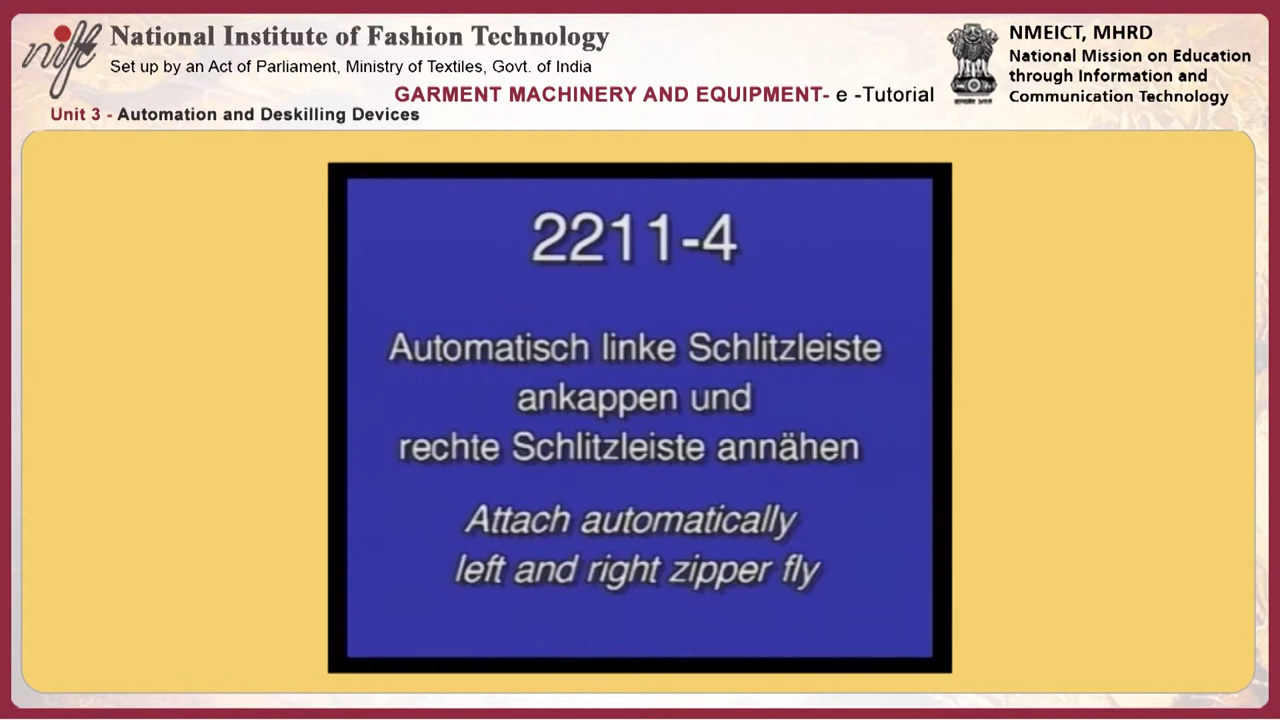 nift
National Institute of Fashion Technology
Set up by an Act of Parliament, Ministry of Textiles, Govt. of India
GARMENT MACHINERY AND EQUIPMENT- e -Tutorial
Unit 3 - Automation and Deskilling Devices
NMEICT, MHRD
National Mission on Education
through Information and
Communication Technology
2211-4
Automatisch linke Schlitzleiste
ankappen und
rechte Schlitzleiste annähen
Attach automatically
left and right zipper fly